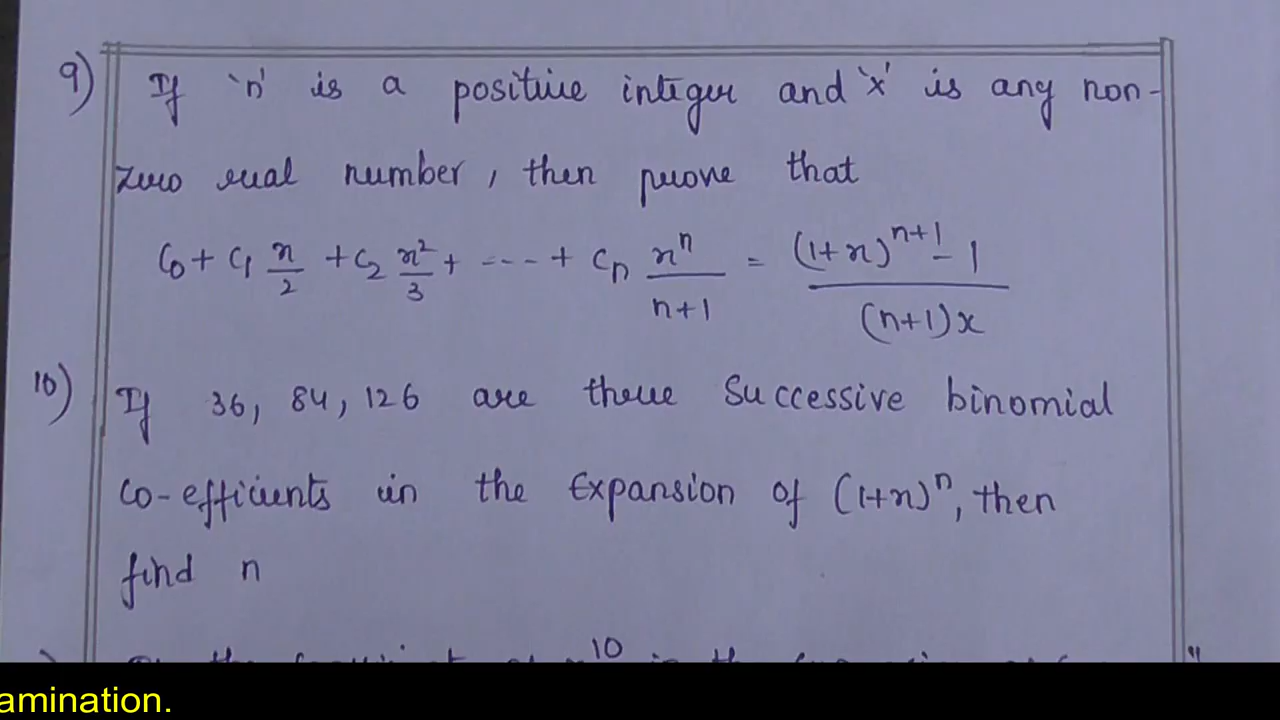 9) If 'n' is a positive integer and 'x' is any non-
zero real number, then prove that
C0 + C1 x/2 + C2 x²/3 + ---- + Cn xⁿ/n+1 = (1+x)ⁿ⁺¹ - 1/(n+1)x
10) If 36, 84, 126 are three Successive binomial
co-efficients in the Expansion of (1+x)ⁿ, then
find n
10
amination.